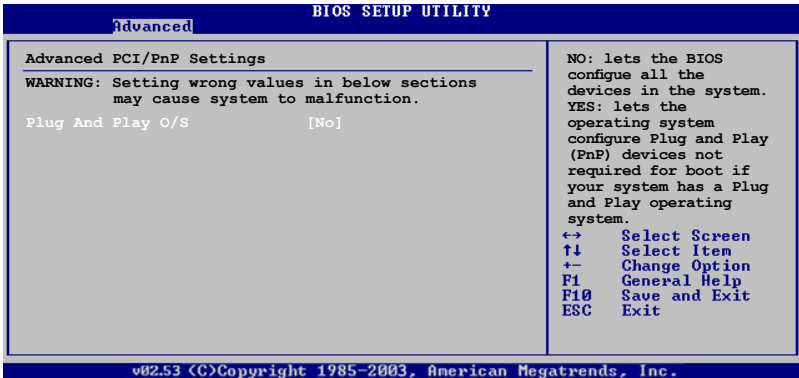 BIOS SETUP UTILITY
Advanced
Advanced PCI/PnP Settings
WARNING: Setting wrong values in below sections
may cause system to malfunction.
Plug And Play O/S [No]
NO: lets the BIOS
configue all the
devices in the system.
YES: lets the
operating system
configure Plug and Play
(PnP) devices not
required for boot if
your system has a Plug
and Play operating
system.
←→ Select Screen
↑↓ Select Item
+- Change Option
F1 General Help
F10 Save and Exit
ESC Exit
v02.53 (C)Copyright 1985-2003, American Megatrends, Inc.